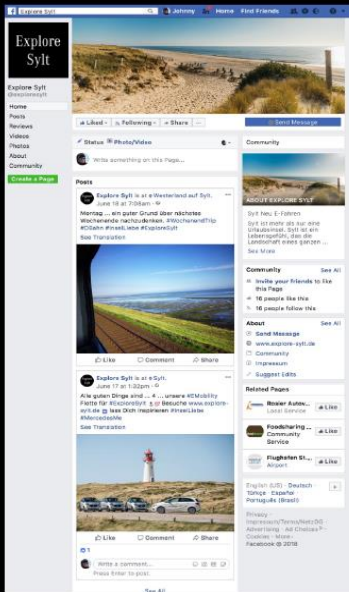 Explore Sylt
Johnny
Home
Find Friends
Explore
Sylt
Explore Sylt
@exploresylt
Home
Posts
Reviews
Videos
Photos
About
Community
Create a Page
Liked
Following
Share
Send Message
Status
Photo/Video
Write something on this Page...
Posts
Explore Sylt is at Westerland auf Sylt.
June 18 at 7:08am
Montag ... ein guter Grund über nächstes
Wochenende nachzudenken. #WochenendTrip
#DBahn #InselLiebe #ExploreSylt
See Translation
Like Comment Share
Explore Sylt is at Sylt.
June 17 at 1:32pm
Alle guten Dinge sind ... 4 ... unsere #EMobility
Flotte für #ExploreSylt Besuche www.explore-
sylt.de lass Dich inspirieren #InselLiebe
#MercedesMe
See Translation
Like Comment Share
1
Write a comment...
Press Enter to post.
See All
Community
ABOUT EXPLORE SYLT
Sylt Neu E-Fahren
Sylt ist mehr als nur eine
Urlaubsinsel. Sylt ist ein
Lebensgefühl, das die
Landschaft eines ganzen ...
See More
Community
See All
Invite your friends to like
this Page
16 people like this
16 people follow this
About
See All
Send Message
www.explore-sylt.de
Community
Impressum
Suggest Edits
Related Pages
Rosier Autow...
Local Service
Like
Foodsharing ...
Community
Service
Like
Flughafen Sy...
Airport
Like
English (US) · Deutsch ·
Türkçe · Español ·
Português (Brasil)
Privacy ·
Impressum/Terms/NetzDG ·
Advertising · Ad Choices ·
Cookies · More
Facebook © 2018